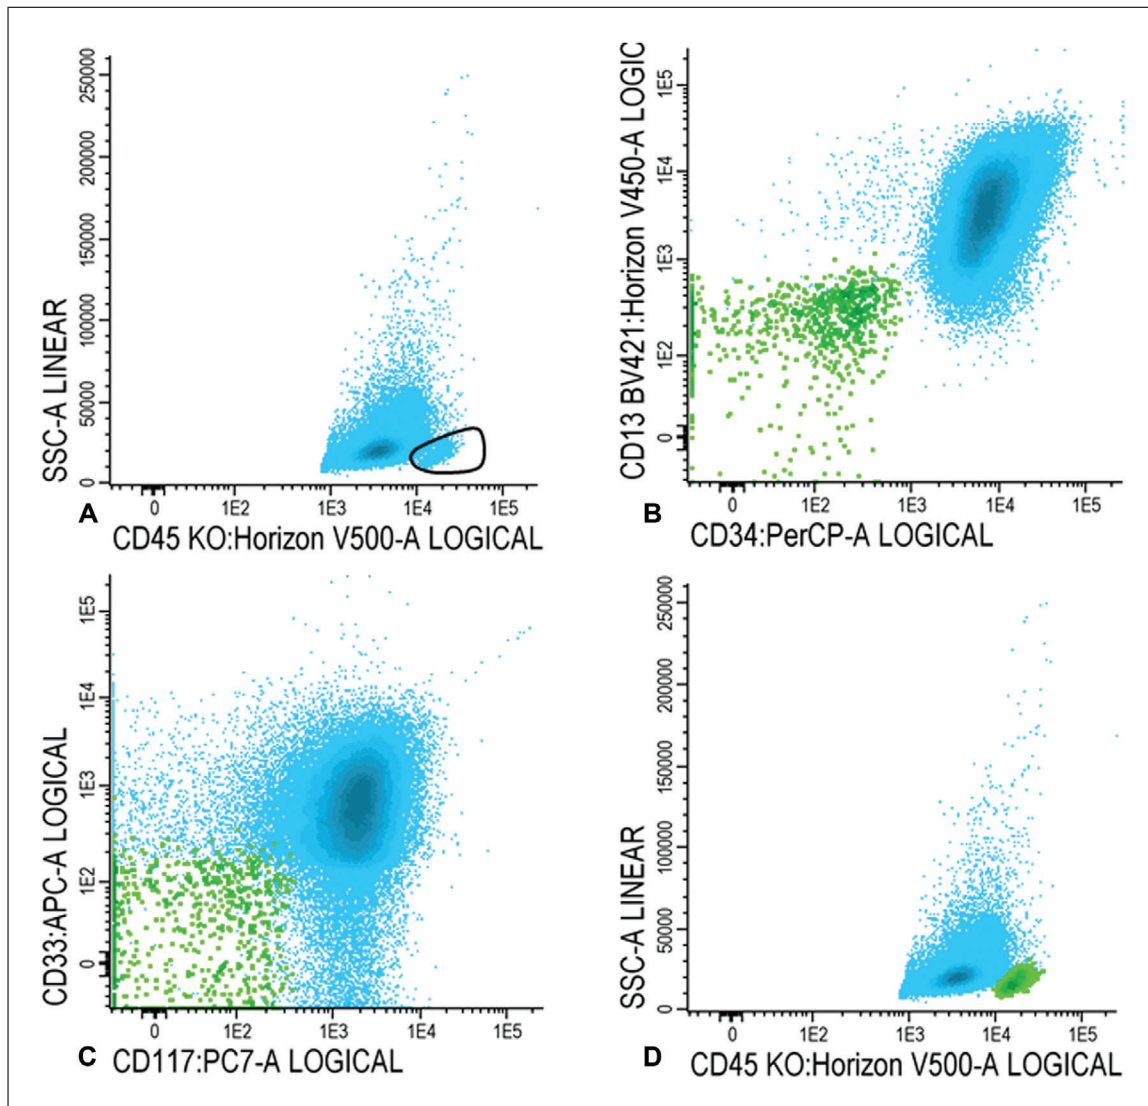 250000
200000
150000
100000
50000
0
SSC-A LINEAR
0 1E2 1E3 1E4 1E5
A
CD45 KO:Horizon V500-A LOGICAL
1E5
1E4
1E3
1E2
0
CD13 BV421:Horizon V450-A LOGIC
0 1E2 1E3 1E4 1E5
B
CD34:PerCP-A LOGICAL
1E5
1E4
1E3
1E2
0
CD33:APC-A LOGICAL
0 1E2 1E3 1E4 1E5
C
CD117:PC7-A LOGICAL
250000
200000
150000
100000
50000
0
SSC-A LINEAR
0 1E2 1E3 1E4 1E5
D
CD45 KO:Horizon V500-A LOGICAL